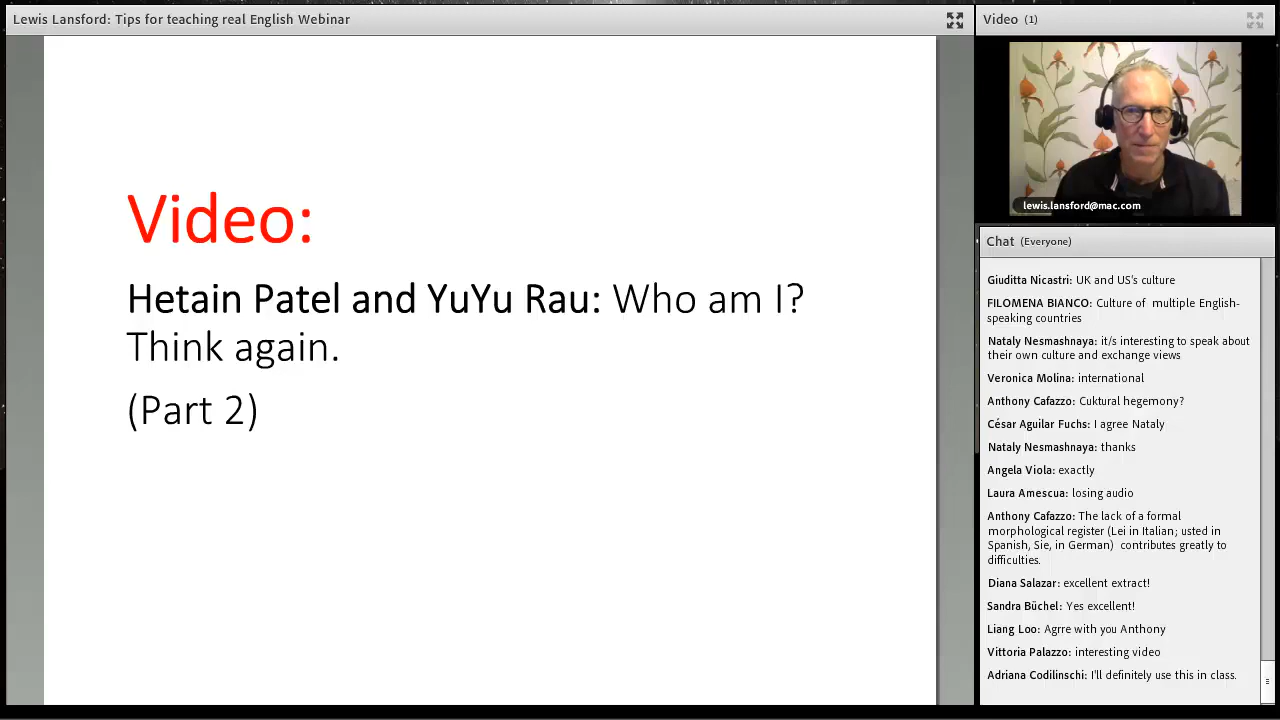 Lewis Lansford: Tips for teaching real English Webinar
Video:
Hetain Patel and YuYu Rau: Who am I?
Think again.
(Part 2)
Video (1)
lewis.lansford@mac.com
Chat (Everyone)
Giuditta Nicastri: UK and US's culture
FILOMENA BIANCO: Culture of multiple English-
speaking countries
Nataly Nesmashnaya: it/s interesting to speak about
their own culture and exchange views
Veronica Molina: international
Anthony Cafazzo: Cuktural hegemony?
César Aguilar Fuchs: I agree Nataly
Nataly Nesmashnaya: thanks
Angela Viola: exactly
Laura Amescua: losing audio
Anthony Cafazzo: The lack of a formal
morphological register (Lei in Italian; usted in
Spanish, Sie, in German) contributes greatly to
difficulties.
Diana Salazar: excellent extract!
Sandra Büchel: Yes excellent!
Liang Loo: Agrre with you Anthony
Vittoria Palazzo: interesting video
Adriana Codilinschi: I'll definitely use this in class.